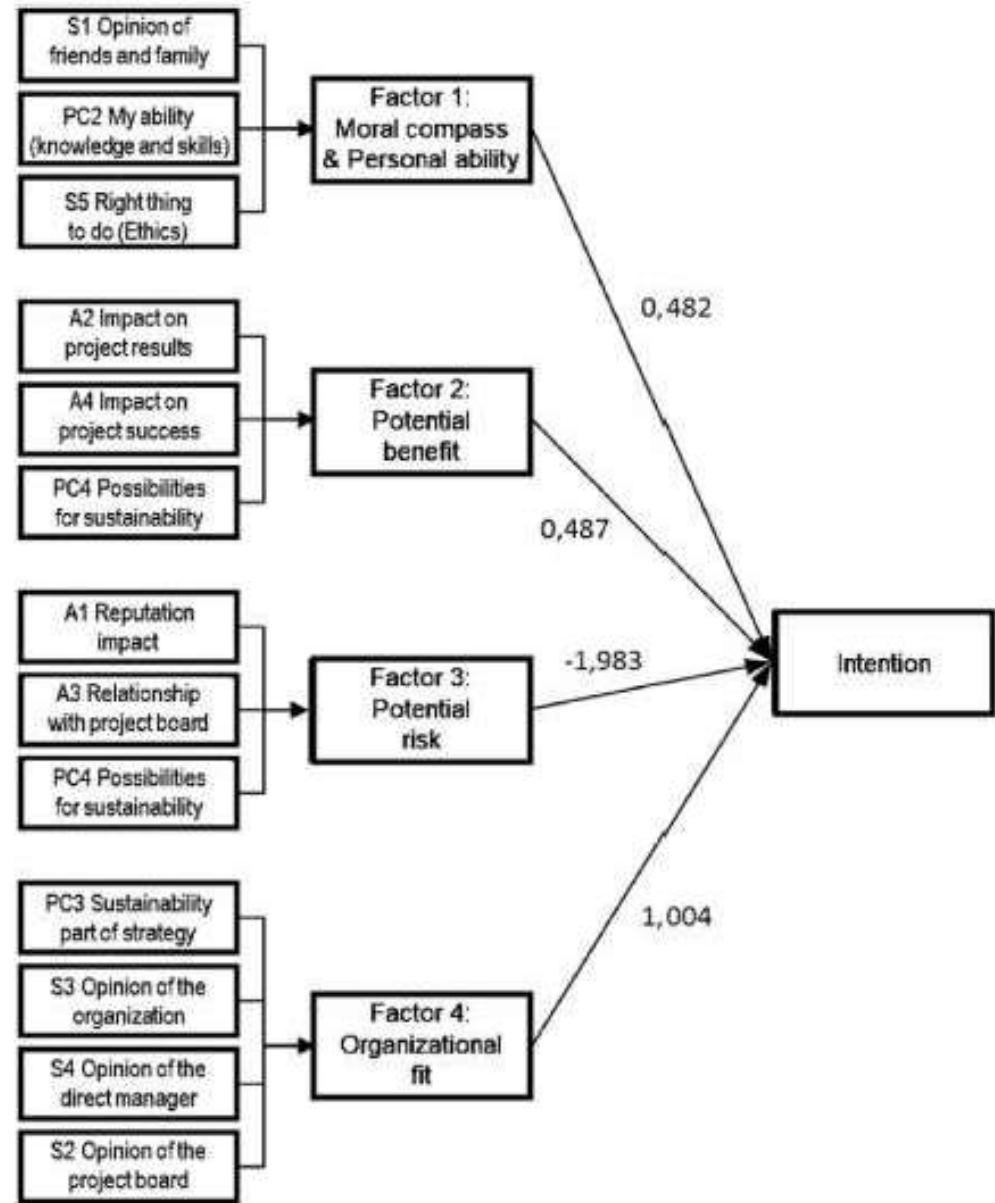 S1 Opinion of
friends and family
PC2 My ability
(knowledge and skills)
S5 Right thing
to do (Ethics)
Factor 1:
Moral compass
& Personal ability
0,482
A2 Impact on
project results
A4 Impact on
project success
PC4 Possibilities
for sustainability
Factor 2:
Potential
benefit
0,487
A1 Reputation
impact
A3 Relationship
with project board
PC4 Possibilities
for sustainability
Factor 3:
Potential
risk
-1,983
Intention
PC3 Sustainability
part of strategy
S3 Opinion of the
organization
S4 Opinion of the
direct manager
S2 Opinion of the
project board
Factor 4:
Organizational
fit
1,004